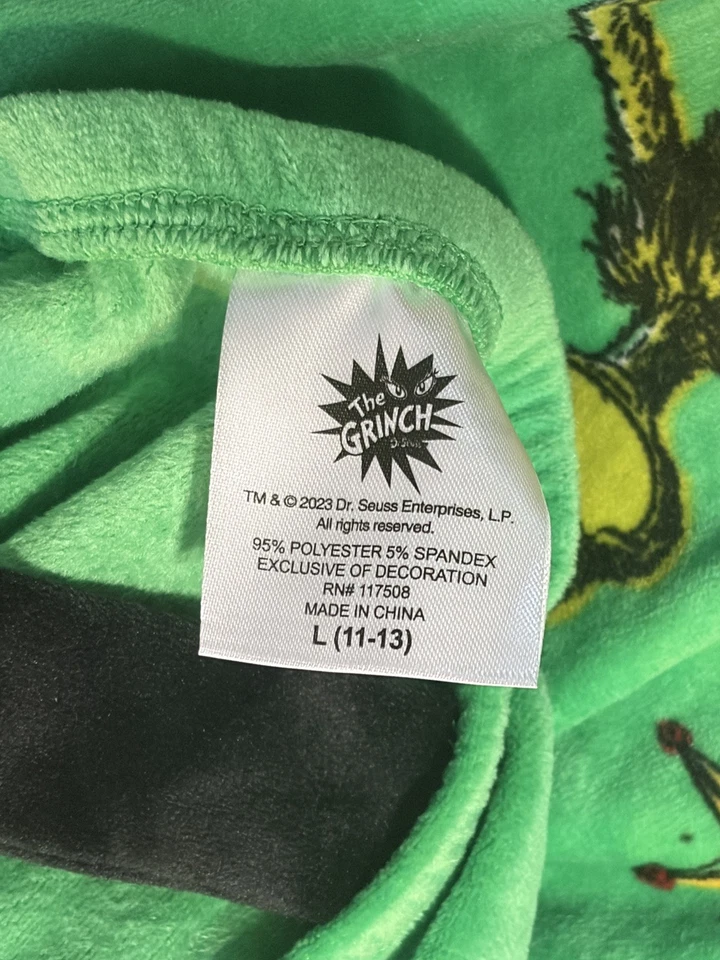 The
GRINCH
TM & © 2023 Dr. Seuss Enterprises, L.P.
All rights reserved.
95% POLYESTER 5% SPANDEX
EXCLUSIVE OF DECORATION
RN# 117508
MADE IN CHINA
L (11-13)